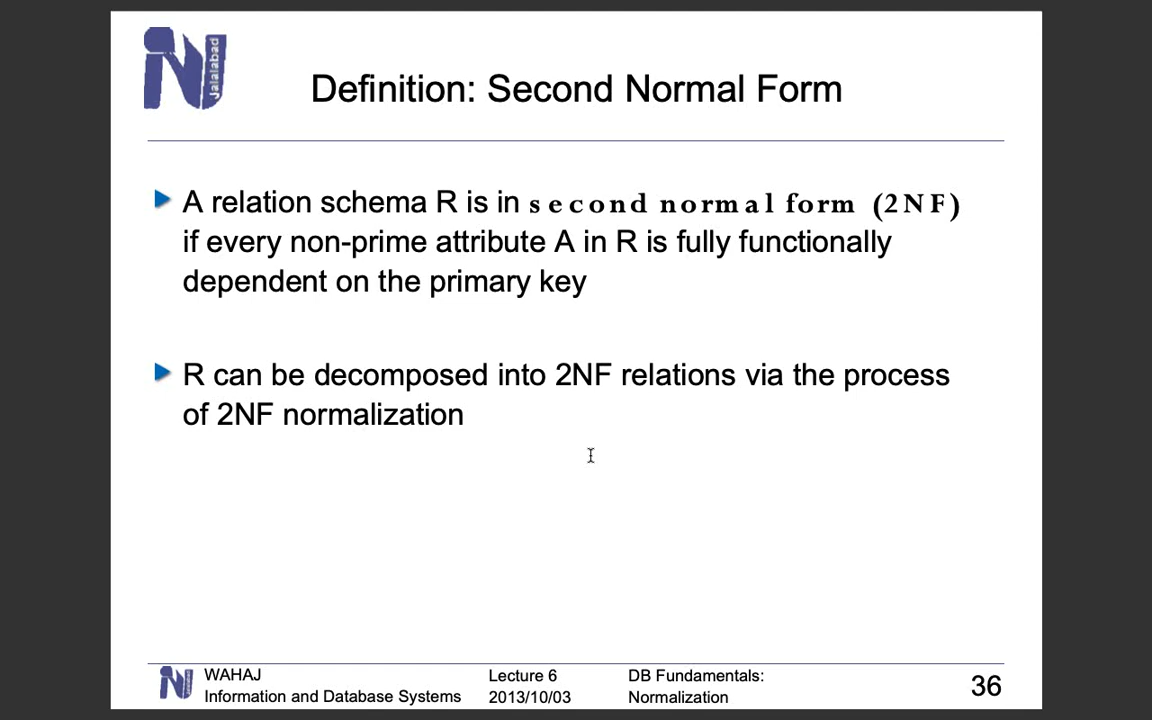 Jalalabad
Definition: Second Normal Form
A relation schema R is in second normal form (2NF)
if every non-prime attribute A in R is fully functionally
dependent on the primary key
R can be decomposed into 2NF relations via the process
of 2NF normalization
WAHAJ
Information and Database Systems
Lecture 6
2013/10/03
DB Fundamentals:
Normalization
36